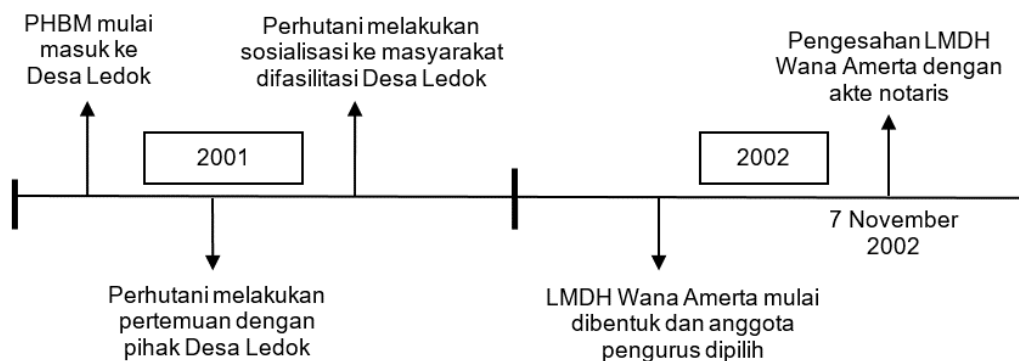 PHBM mulai
masuk ke
Desa Ledok
Perhutani melakukan
sosialisasi ke masyarakat
difasilitasi Desa Ledok
Pengesahan LMDH
Wana Amerta dengan
akte notaris
2001
2002
7 November
2002
Perhutani melakukan
pertemuan dengan
pihak Desa Ledok
LMDH Wana Amerta mulai
dibentuk dan anggota
pengurus dipilih